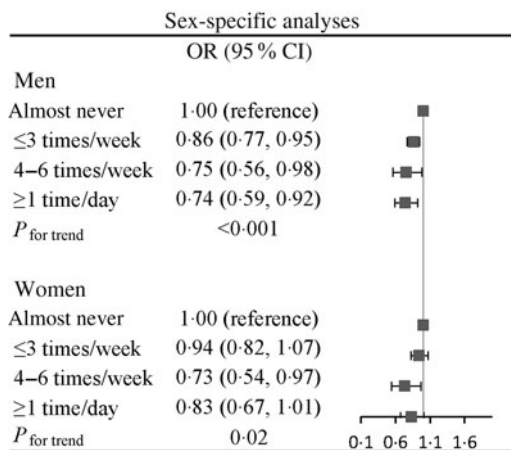 Sex-specific analyses
OR (95 % CI)
Men
Almost never 1·00 (reference)
≤3 times/week 0·86 (0·77, 0·95)
4–6 times/week 0·75 (0·56, 0·98)
≥1 time/day 0·74 (0·59, 0·92)
P for trend <0·001
Women
Almost never 1·00 (reference)
≤3 times/week 0·94 (0·82, 1·07)
4–6 times/week 0·73 (0·54, 0·97)
≥1 time/day 0·83 (0·67, 1·01)
P for trend 0·02 0·1 0·6 1·1 1·6